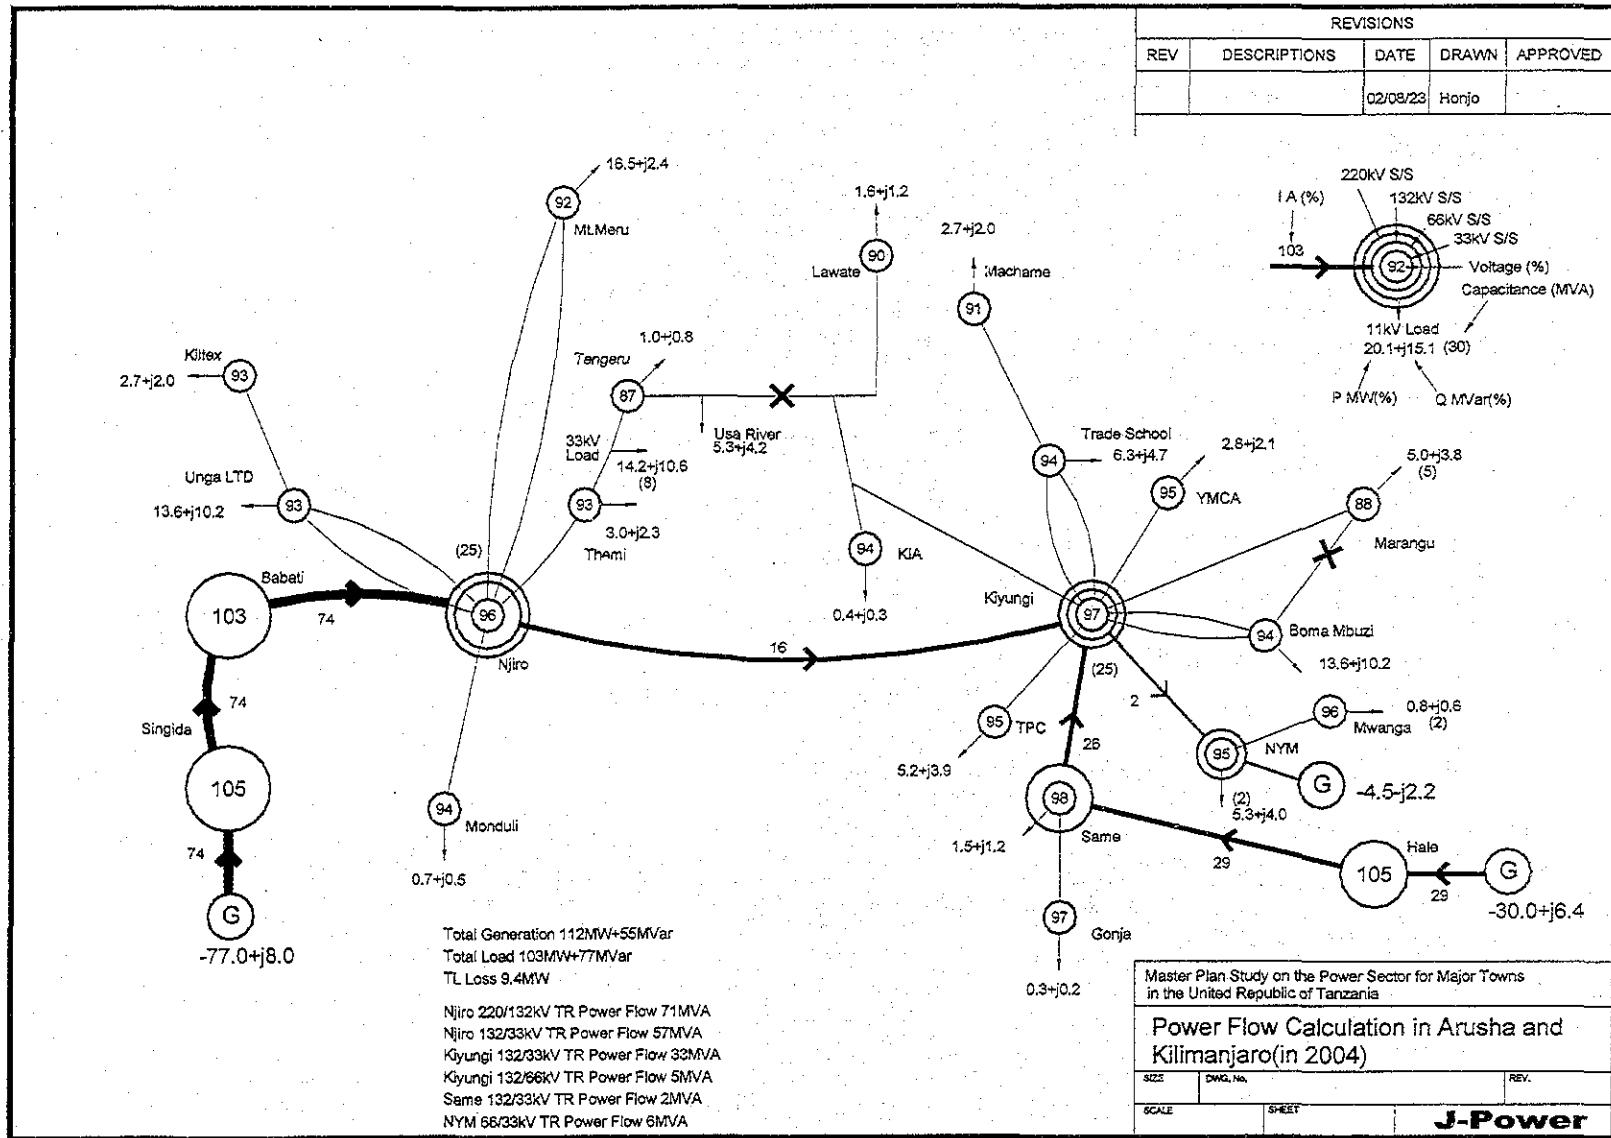 REVISIONS
REV DESCRIPTIONS DATE DRAWN APPROVED
02/08/23 Honjo
220kV S/S
I A (%)
132kV S/S
66kV S/S
33kV S/S
103
92
Voltage (%)
Capacitance (MVA)
11kV Load
20.1+j15.1 (30)
P MW(%) Q MVar(%)
16.5+j2.4
92
Mt.Meru
1.6+j1.2
90
Lawate
2.7+j2.0
Machame
91
1.0+j0.8
Tengeru
87
Kiltex
2.7+j2.0
93
Usa River
5.3+j4.2
33kV
Load
14.2+j10.6
(8)
Trade School
94
6.3+j4.7
2.8+j2.1
95
YMCA
5.0+j3.8
(5)
88
Marangu
Unga LTD
13.6+j10.2
93
93
3.0+j2.3
Themi
94
KIA
0.4+j0.3
(25)
Babati
103
74
96
Njiro
Kiyungi
97
(25)
94
Boma Mbuzi
13.6+j10.2
16
74
Singida
105
74
G
-77.0+j8.0
94
Monduli
0.7+j0.5
95
TPC
5.2+j3.9
2
26
96
0.8+j0.6
Mwanga
(2)
95
NYM
G
-4.5-j2.2
(2)
5.3+j4.0
98
Same
1.5+j1.2
29
Hale
105
29
G
-30.0+j6.4
97
Gonja
0.3+j0.2
Total Generation 112MW+55MVar
Total Load 103MW+77MVar
TL Loss 9.4MW
Njiro 220/132kV TR Power Flow 71MVA
Njiro 132/33kV TR Power Flow 57MVA
Kiyungi 132/33kV TR Power Flow 33MVA
Kiyungi 132/66kV TR Power Flow 5MVA
Same 132/33kV TR Power Flow 2MVA
NYM 66/33kV TR Power Flow 6MVA
Master Plan Study on the Power Sector for Major Towns
in the United Republic of Tanzania
Power Flow Calculation in Arusha and
Kilimanjaro(in 2004)
SIZE DWG. No. REV.
SCALE SHEET J-Power